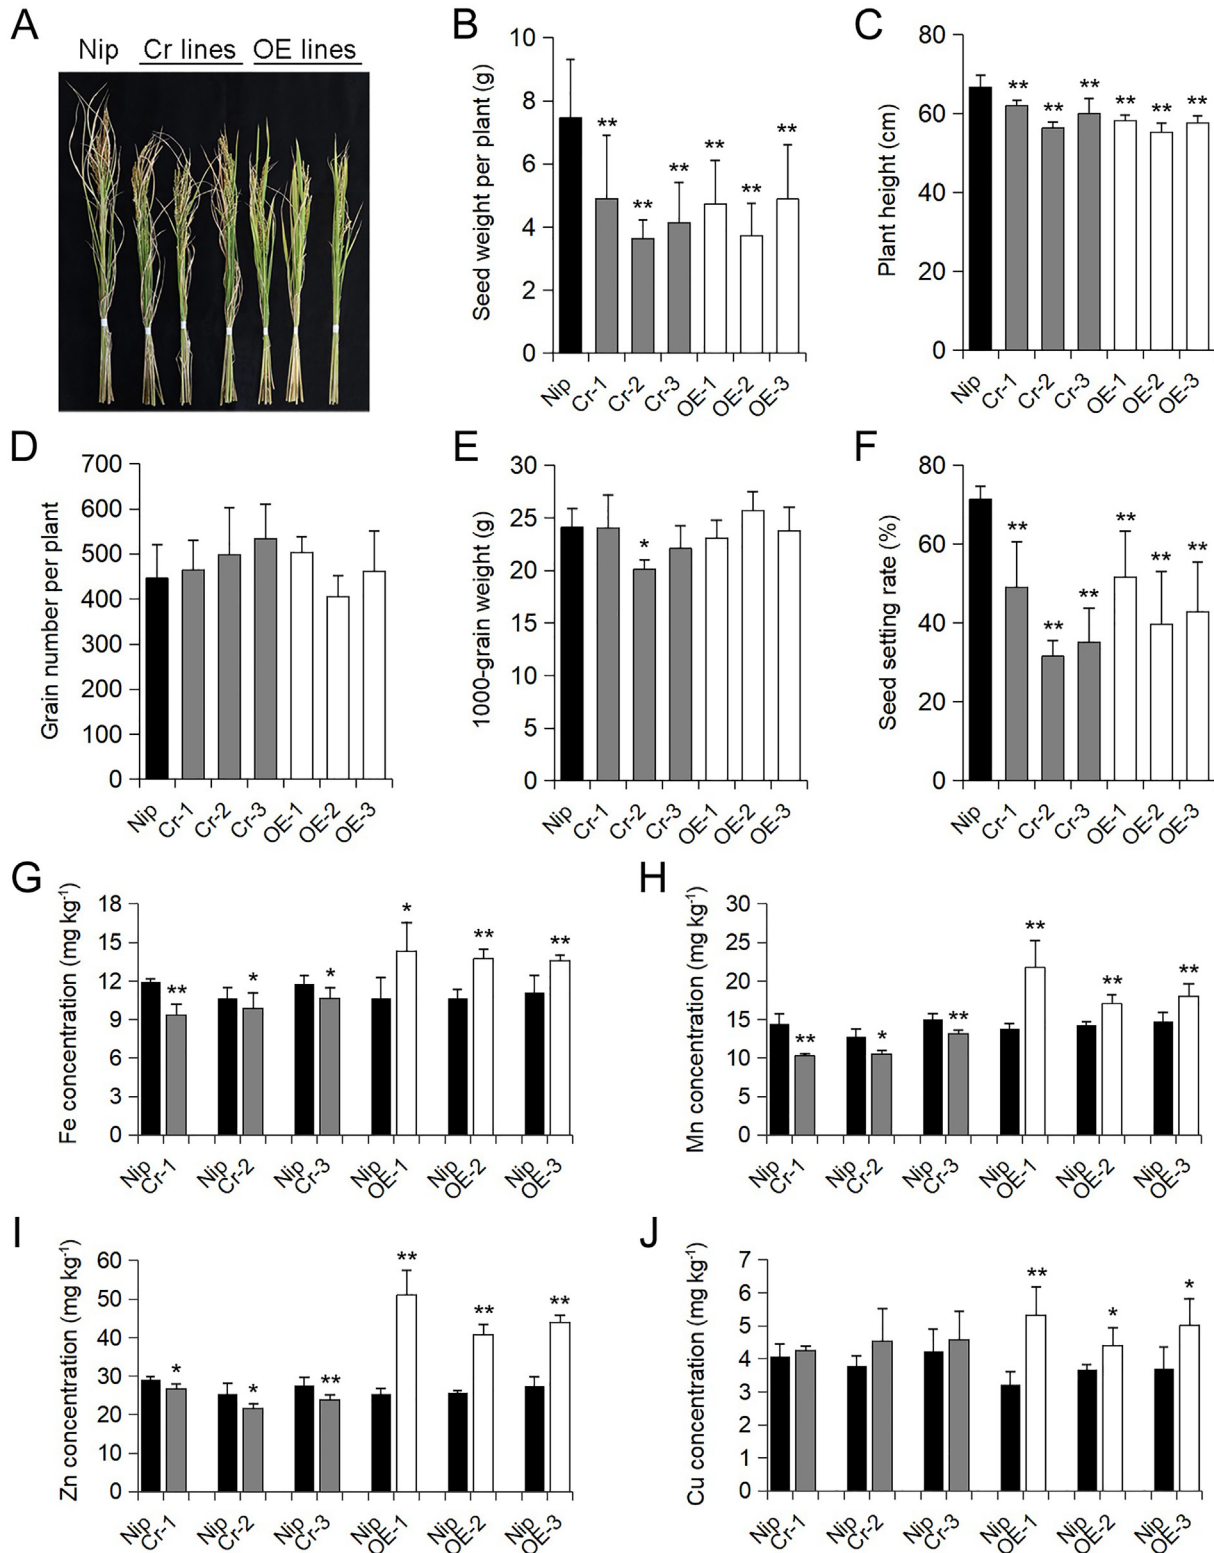 A
Nip Cr lines OE lines
B
Seed weight per plant (g)
10
8
6
4
2
0
** ** ** ** ** **
Nip Cr-1 Cr-2 Cr-3 OE-1 OE-2 OE-3
C
Plant height (cm)
80
60
40
20
0
** ** ** ** ** **
Nip Cr-1 Cr-2 Cr-3 OE-1 OE-2 OE-3
D
Grain number per plant
700
600
500
400
300
200
100
0
Nip Cr-1 Cr-2 Cr-3 OE-1 OE-2 OE-3
E
1000-grain weight (g)
30
25
20
15
10
5
0
*
Nip Cr-1 Cr-2 Cr-3 OE-1 OE-2 OE-3
F
Seed setting rate (%)
80
60
40
20
0
** ** ** ** ** **
Nip Cr-1 Cr-2 Cr-3 OE-1 OE-2 OE-3
G
Fe concentration (mg kg⁻¹)
18
15
12
9
6
3
0
** * * * ** **
Nip Cr-1 Nip Cr-2 Nip Cr-3 Nip OE-1 Nip OE-2 Nip OE-3
H
Mn concentration (mg kg⁻¹)
30
25
20
15
10
5
0
** * ** ** ** **
Nip Cr-1 Nip Cr-2 Nip Cr-3 Nip OE-1 Nip OE-2 Nip OE-3
I
Zn concentration (mg kg⁻¹)
60
50
40
30
20
10
0
* * ** ** ** **
Nip Cr-1 Nip Cr-2 Nip Cr-3 Nip OE-1 Nip OE-2 Nip OE-3
J
Cu concentration (mg kg⁻¹)
7
6
5
4
3
2
1
0
** * *
Nip Cr-1 Nip Cr-2 Nip Cr-3 Nip OE-1 Nip OE-2 Nip OE-3